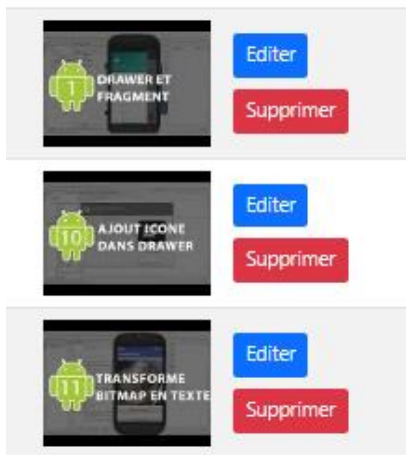 1
DRAWER ET
FRAGMENT
Editer
Supprimer
10
AJOUT ICONE
DANS DRAWER
Editer
Supprimer
11
TRANSFORME
BITMAP EN TEXTE
Editer
Supprimer